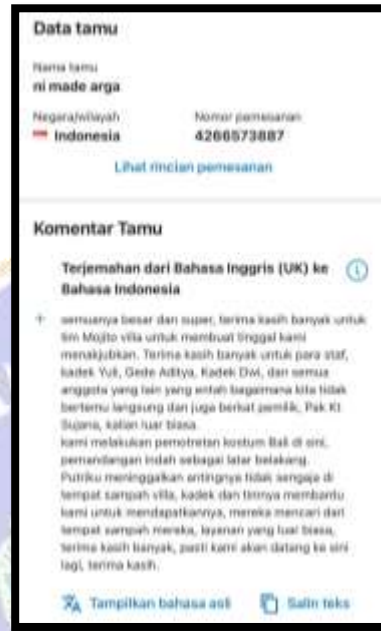 Data tamu
Nama tamu
ni made arga
Negara/wilayah Nomor pemesanan
Indonesia 4266573887
Lihat rincian pemesanan
Komentar Tamu
Terjemahan dari Bahasa Inggris (UK) ke
Bahasa Indonesia
+ semuanya besar dan super, terima kasih banyak untuk
tim Mojito villa untuk membuat tinggal kami
menakjubkan. Terima kasih banyak untuk para staf,
kadek Yuli, Gede Aditya, Kadek Dwi, dan semua
anggota yang lain yang entah bagaimana kita tidak
bertemu langsung dan juga berkat pemilik, Pak Kt
Sujana, kalian luar biasa.
kami melakukan pemotretan kostum Bali di sini,
pemandangan indah sebagai latar belakang.
Putriku meninggalkan antingnya tidak sengaja di
tempat sampah villa, kadek dan timnya membantu
kami untuk mendapatkannya, mereka mencari dari
tempat sampah mereka, layanan yang luar biasa,
terima kasih banyak, pasti kami akan datang ke sini
lagi, terima kasih.
Tampilkan bahasa asli Salin teks